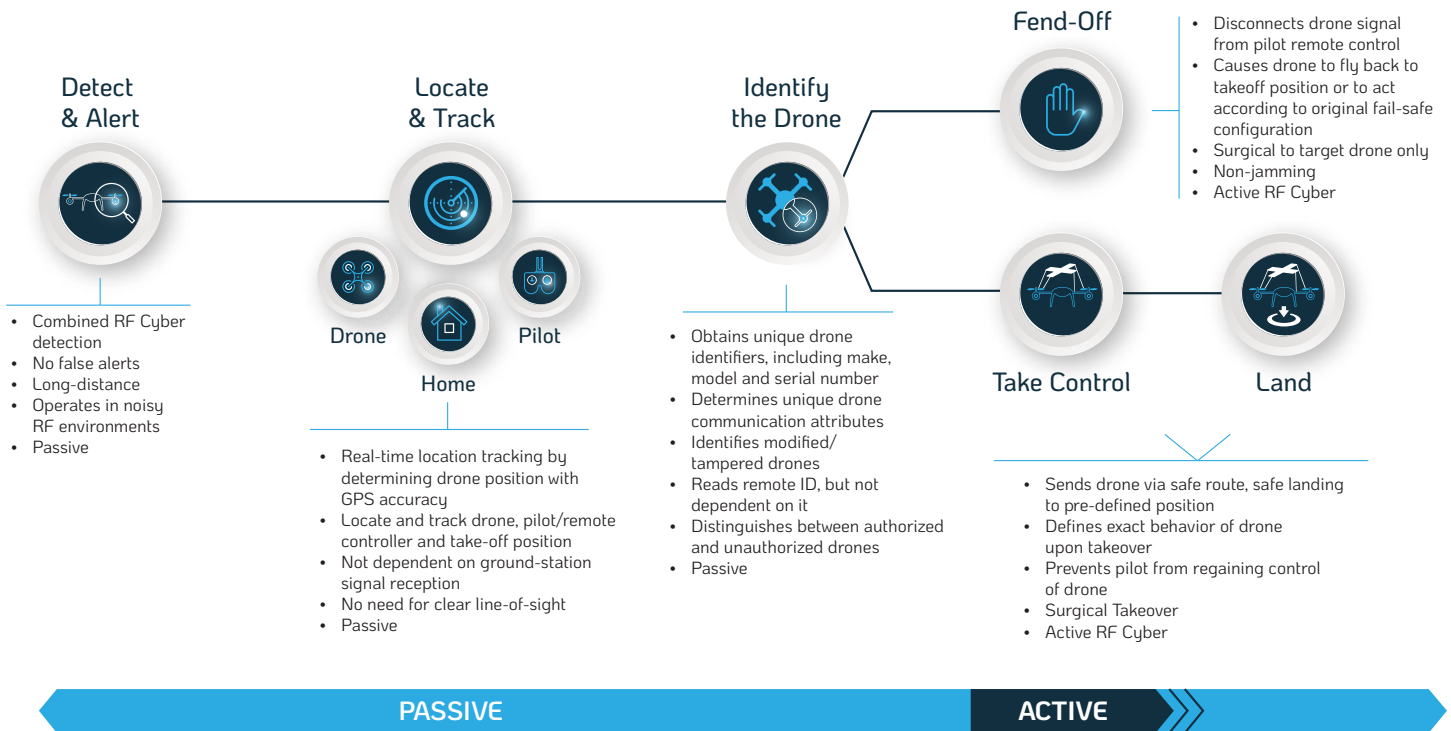 Detect
& Alert
• Combined RF Cyber
detection
• No false alerts
• Long-distance
• Operates in noisy
RF environments
• Passive
Locate
& Track
Drone
Home
Pilot
• Real-time location tracking by
determining drone position with
GPS accuracy
• Locate and track drone, pilot/remote
controller and take-off position
• Not dependent on ground-station
signal reception
• No need for clear line-of-sight
• Passive
Identify
the Drone
• Obtains unique drone
identifiers, including make,
model and serial number
• Determines unique drone
communication attributes
• Identifies modified/
tampered drones
• Reads remote ID, but not
dependent on it
• Distinguishes between authorized
and unauthorized drones
• Passive
Fend-Off
• Disconnects drone signal
from pilot remote control
• Causes drone to fly back to
takeoff position or to act
according to original fail-safe
configuration
• Surgical to target drone only
• Non-jamming
• Active RF Cyber
Take Control
Land
• Sends drone via safe route, safe landing
to pre-defined position
• Defines exact behavior of drone
upon takeover
• Prevents pilot from regaining control
of drone
• Surgical Takeover
• Active RF Cyber
PASSIVE
ACTIVE